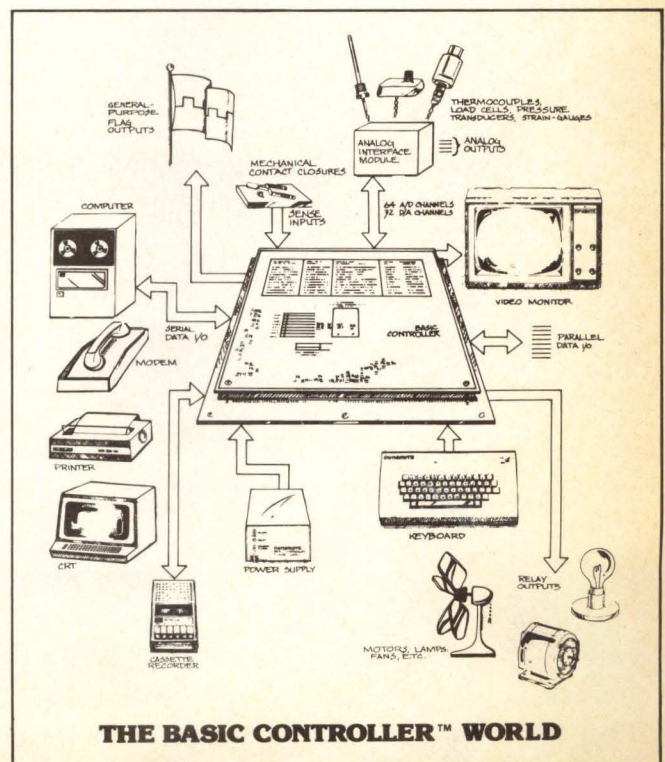 GENERAL-
PURPOSE
FLAG
OUTPUTS
THERMOCOUPLES,
LOAD CELLS, PRESSURE
TRANSDUCERS, STRAIN-GAUGES
ANALOG
INTERFACE
MODULE
ANALOG
OUTPUTS
MECHANICAL
CONTACT CLOSURES
SENSE
INPUTS
64 A/D CHANNELS
32 D/A CHANNELS
COMPUTER
VIDEO MONITOR
BASIC
CONTROLLER
SERIAL
DATA I/O
PARALLEL
DATA I/O
MODEM
PRINTER
CRT
POWER SUPPLY
KEYBOARD
CASSETTE
RECORDER
RELAY
OUTPUTS
MOTORS, LAMPS,
FANS, ETC.
THE BASIC CONTROLLER™ WORLD